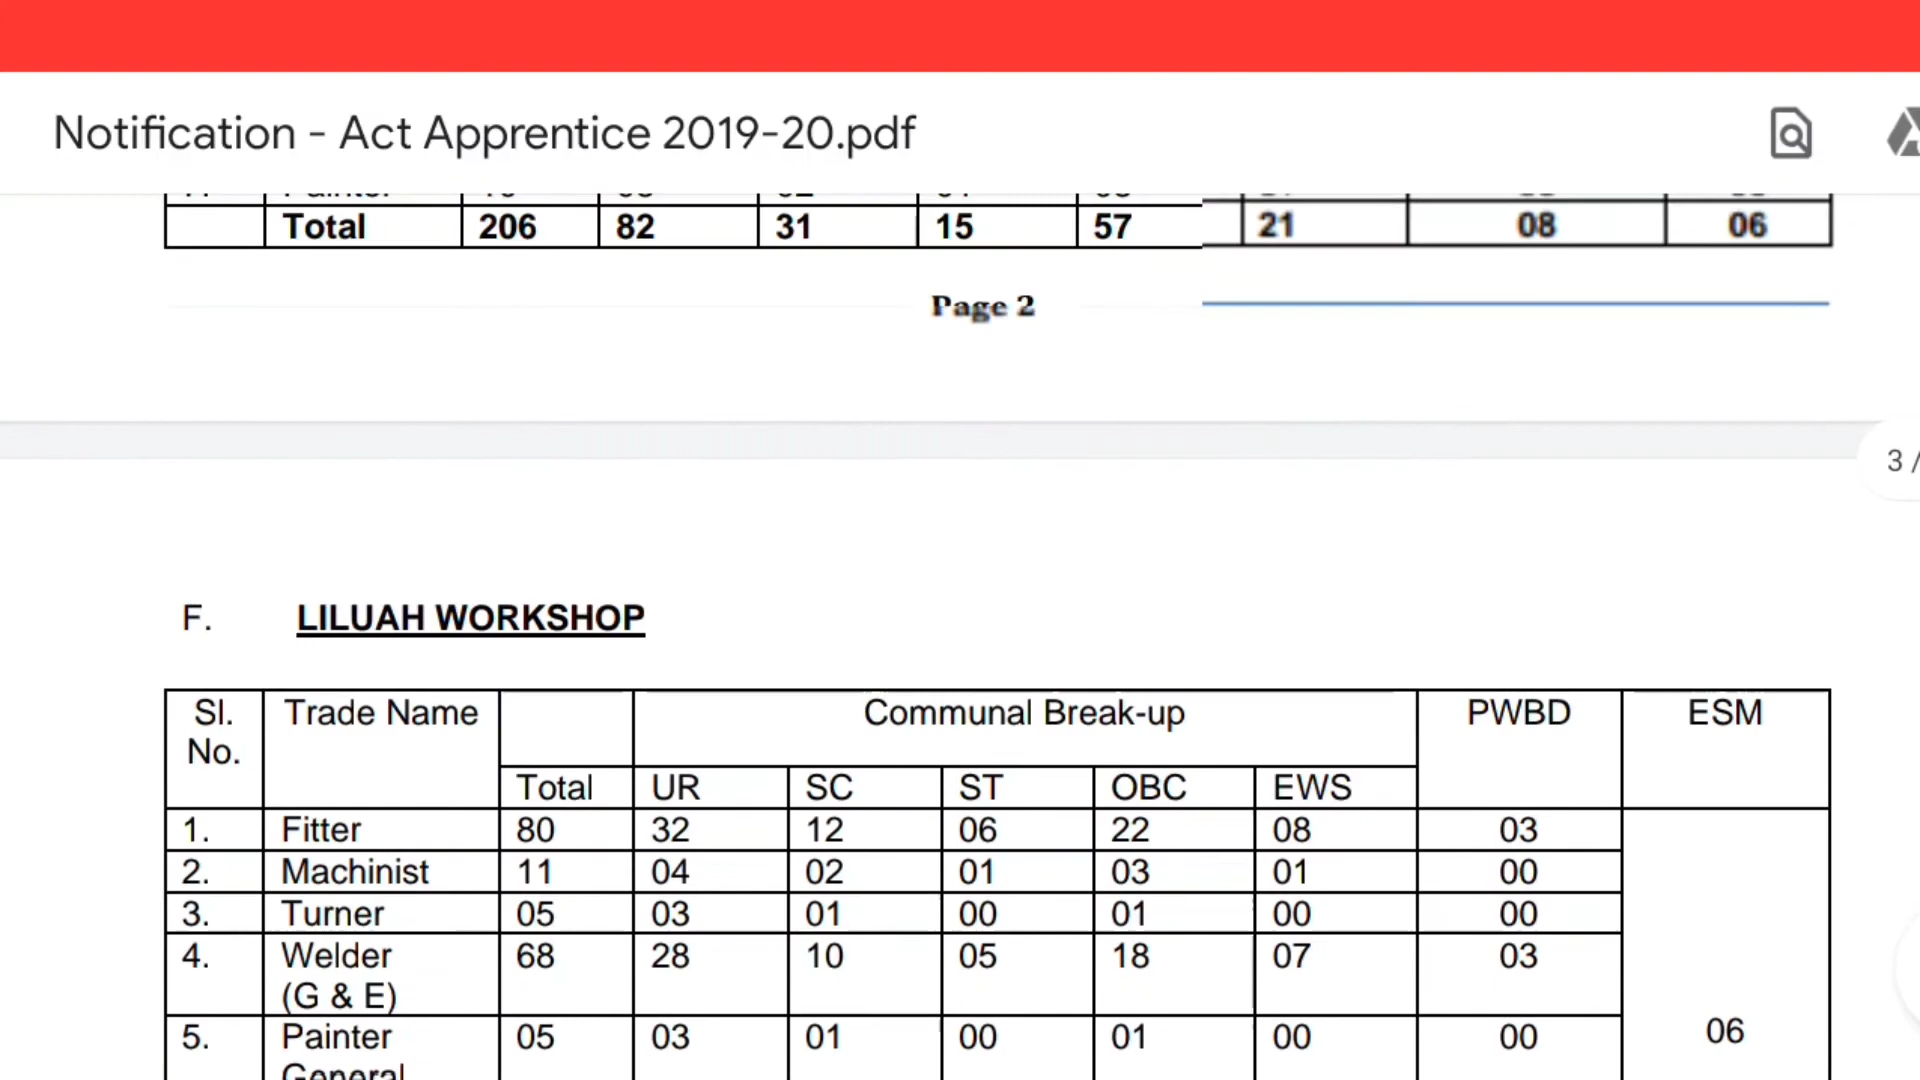 Notification - Act Apprentice 2019-20.pdf
Total 206 82 31 15 57 21 08 06
Page 2
3 /
F. LILUAH WORKSHOP
Sl. Trade Name Communal Break-up PWBD ESM
No.
Total UR SC ST OBC EWS
1. Fitter 80 32 12 06 22 08 03
2. Machinist 11 04 02 01 03 01 00
3. Turner 05 03 01 00 01 00 00
4. Welder 68 28 10 05 18 07 03
(G & E)
5. Painter 05 03 01 00 01 00 00 06
General